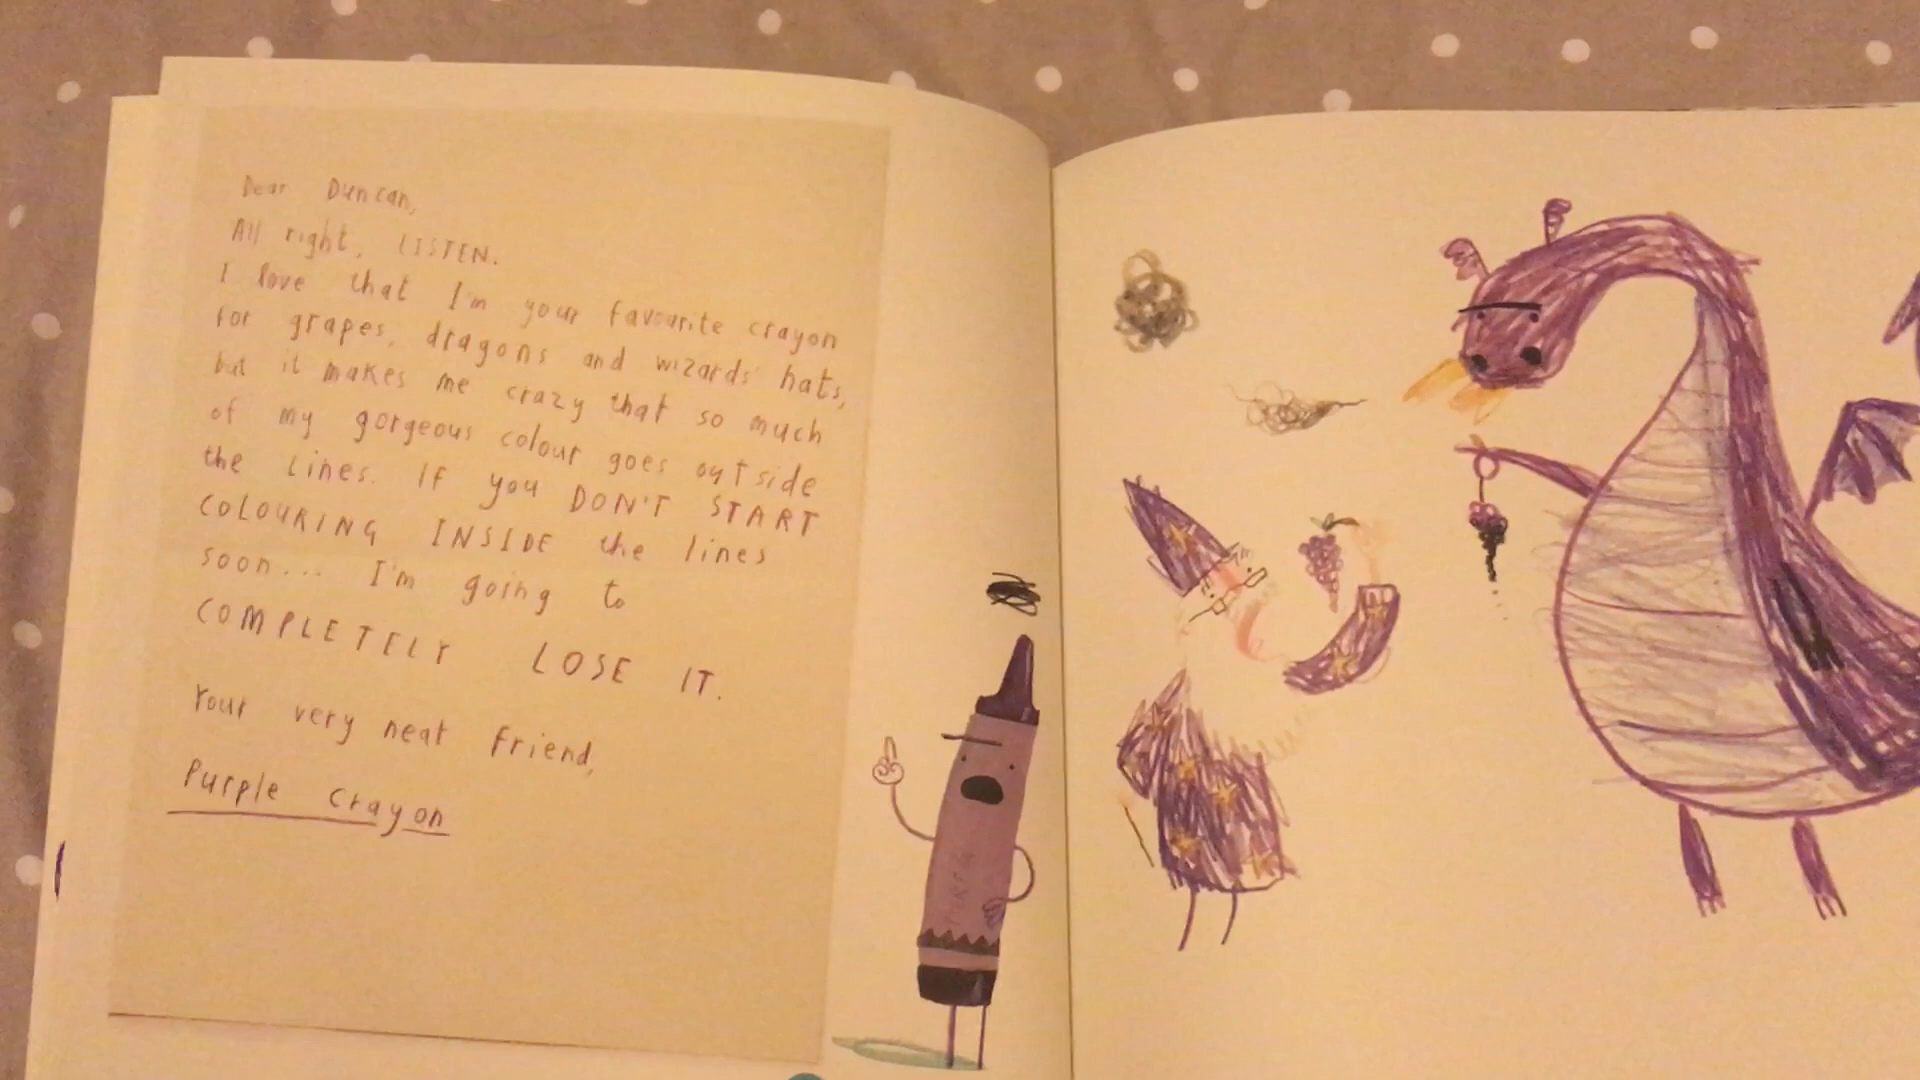 Dear Duncan,
All right, LISTEN.
I love that I'm your favourite crayon
for grapes, dragons and wizards' hats,
but it makes me crazy that so much
of my gorgeous colour goes outside
the lines. If you DON'T START
COLOURING INSIDE the lines
soon... I'm going to
COMPLETELY LOSE IT.
Your very neat friend,
Purple Crayon